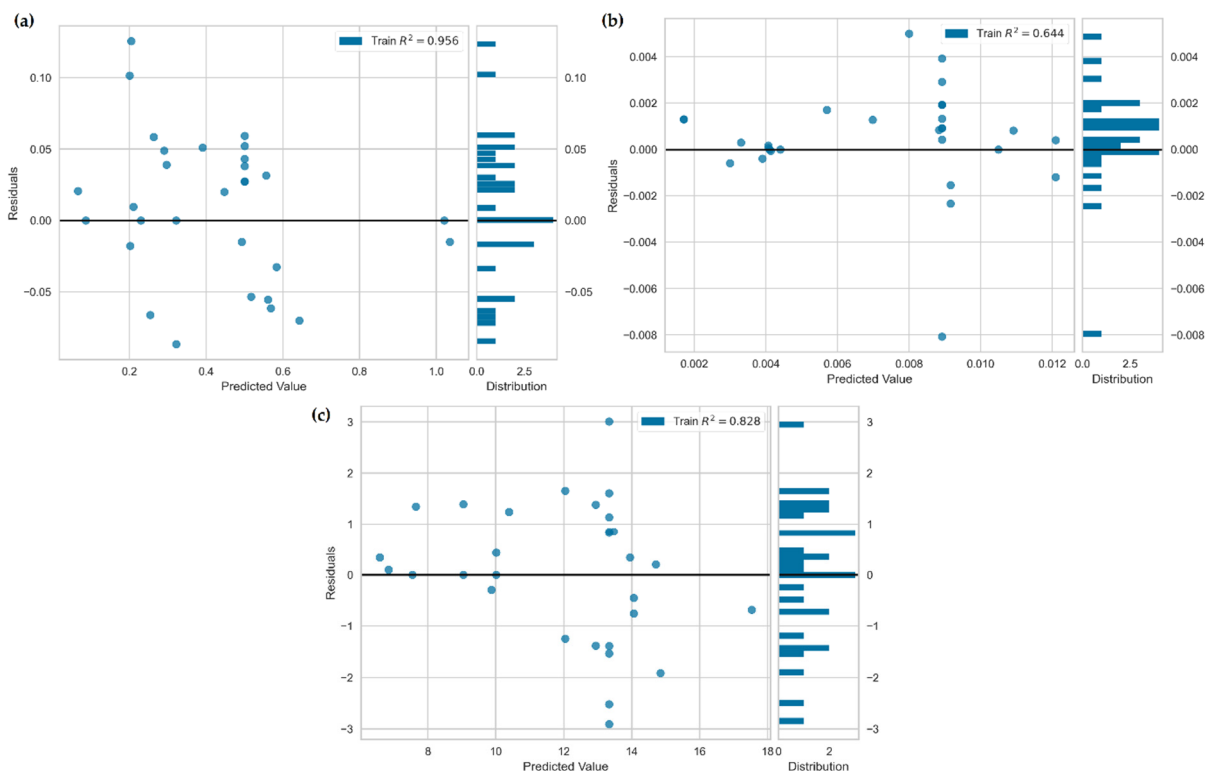 (a)
Train R² = 0.956
Residuals
0.10
0.05
0.00
−0.05
0.10
0.05
0.00
−0.05
0.2 0.4 0.6 0.8 1.0 0.0 2.5
Predicted Value Distribution
(b)
Train R² = 0.644
Residuals
0.004
0.002
0.000
−0.002
−0.004
−0.006
−0.008
0.004
0.002
0.000
−0.002
−0.004
−0.006
−0.008
0.002 0.004 0.006 0.008 0.010 0.012 0.0 2.5
Predicted Value Distribution
(c)
Train R² = 0.828
Residuals
3
2
1
0
−1
−2
−3
3
2
1
0
−1
−2
−3
8 10 12 14 16 18 0 2
Predicted Value Distribution